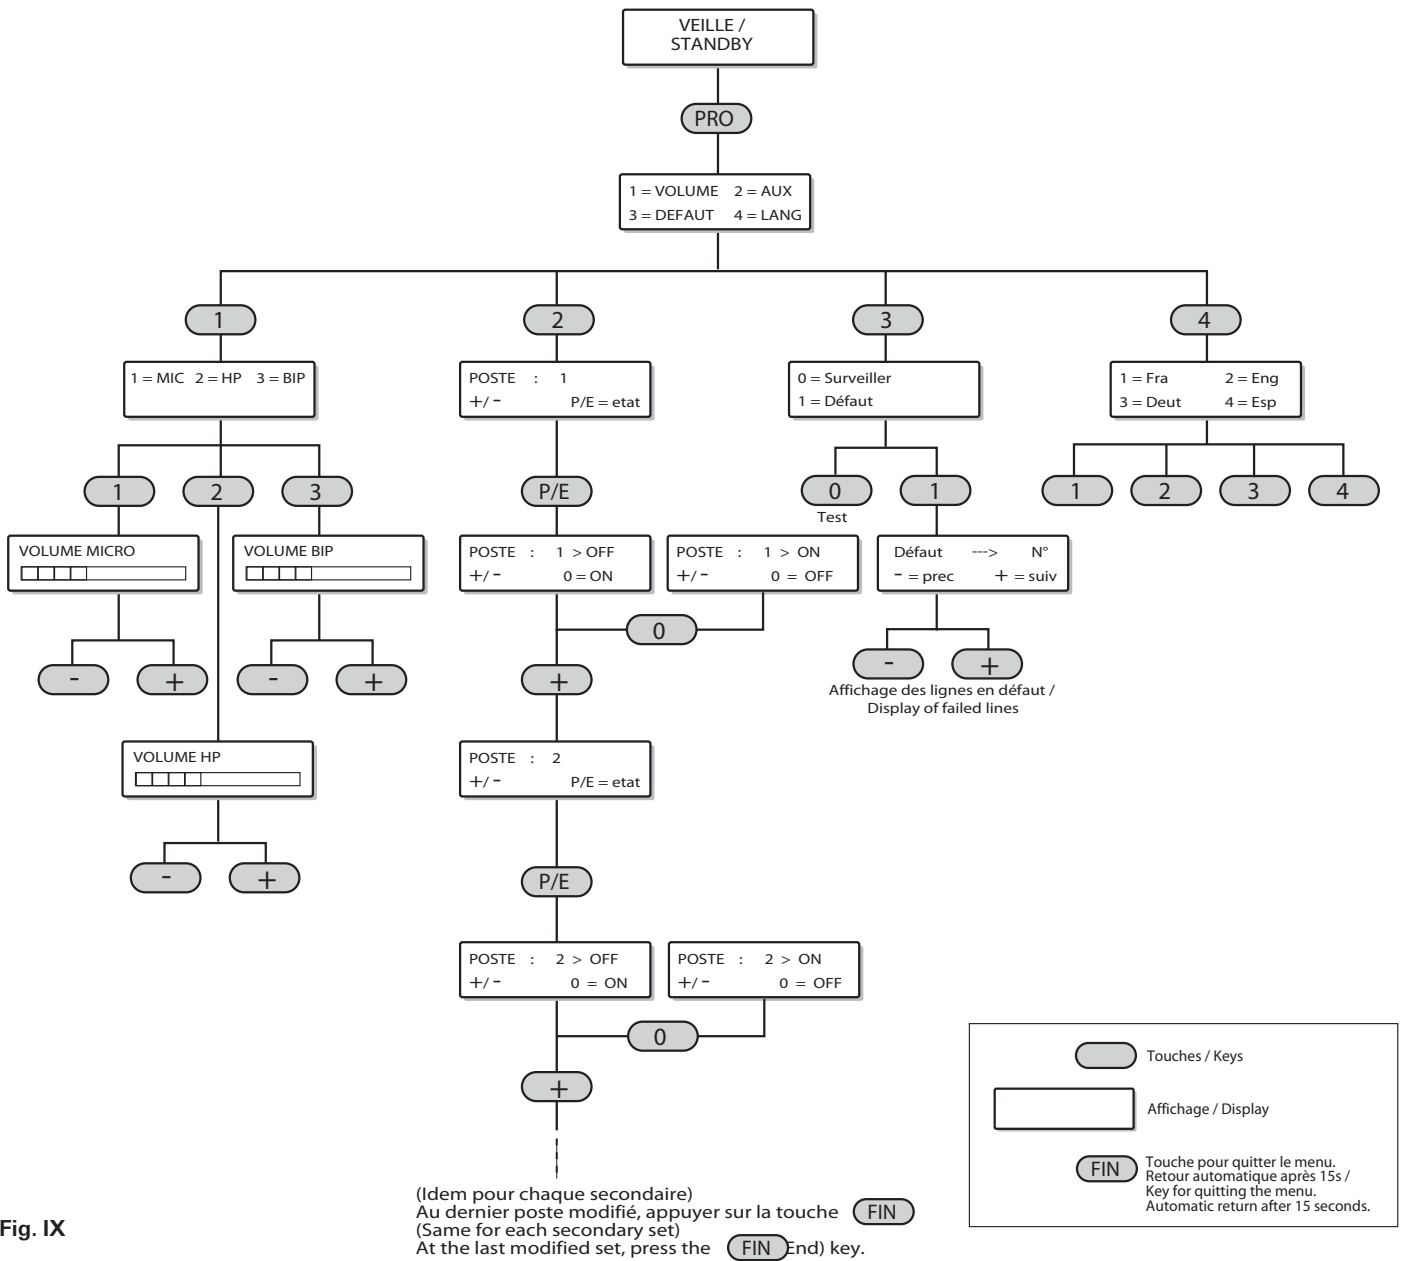 VEILLE /
STANDBY
PRO
1 = VOLUME 2 = AUX
3 = DEFAUT 4 = LANG
1 2 3 4
1 = MIC 2 = HP 3 = BIP
POSTE : 1
+/- P/E = etat
0 = Surveiller
1 = Défaut
1 = Fra 2 = Eng
3 = Deut 4 = Esp
1 2 3 P/E 0 1 1 2 3 4
Test
VOLUME MICRO
VOLUME BIP
POSTE : 1 > OFF
+/- 0 = ON
POSTE : 1 > ON
+/- 0 = OFF
Défaut ---> N°
- = prec + = suiv
0
- + - + + - +
Affichage des lignes en défaut /
Display of failed lines
VOLUME HP
POSTE : 2
+/- P/E = etat
- + P/E
POSTE : 2 > OFF
+/- 0 = ON
POSTE : 2 > ON
+/- 0 = OFF
0
+
Touches / Keys
Affichage / Display
FIN Touche pour quitter le menu.
Retour automatique après 15s /
Key for quitting the menu.
Automatic return after 15 seconds.
(Idem pour chaque secondaire)
Au dernier poste modifié, appuyer sur la touche FIN
(Same for each secondary set)
At the last modified set, press the FIN End) key.
Fig. IX